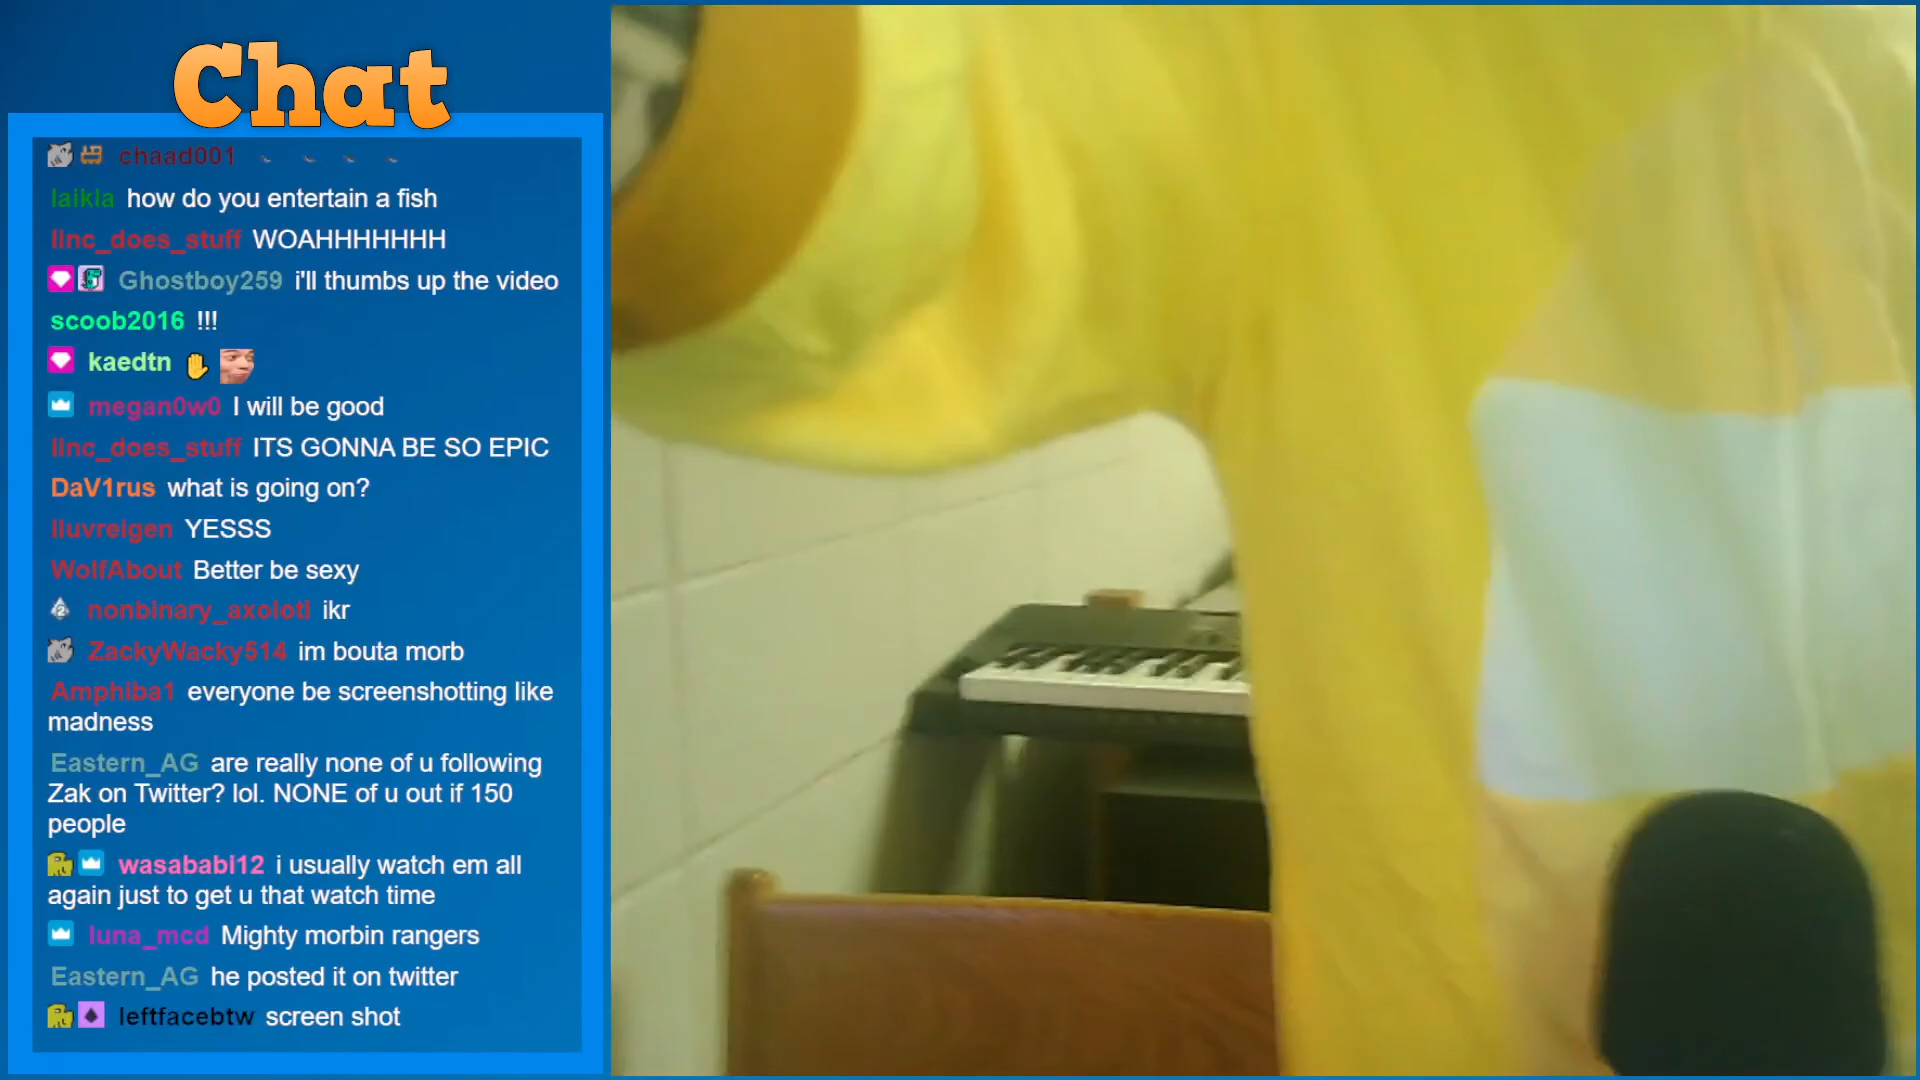 Chat
chaad001
laikla how do you entertain a fish
llnc_does_stuff WOAHHHHHHH
Ghostboy259 i'll thumbs up the video
scoob2016 !!!
kaedtn
megan0w0 I will be good
llnc_does_stuff ITS GONNA BE SO EPIC
DaV1rus what is going on?
lluvreigen YESSS
WolfAbout Better be sexy
nonbinary_axolotl ikr
ZackyWacky514 im bouta morb
Amphiba1 everyone be screenshotting like
madness
Eastern_AG are really none of u following
Zak on Twitter? lol. NONE of u out if 150
people
wasababi12 i usually watch em all
again just to get u that watch time
luna_mcd Mighty morbin rangers
Eastern_AG he posted it on twitter
leftfacebtw screen shot